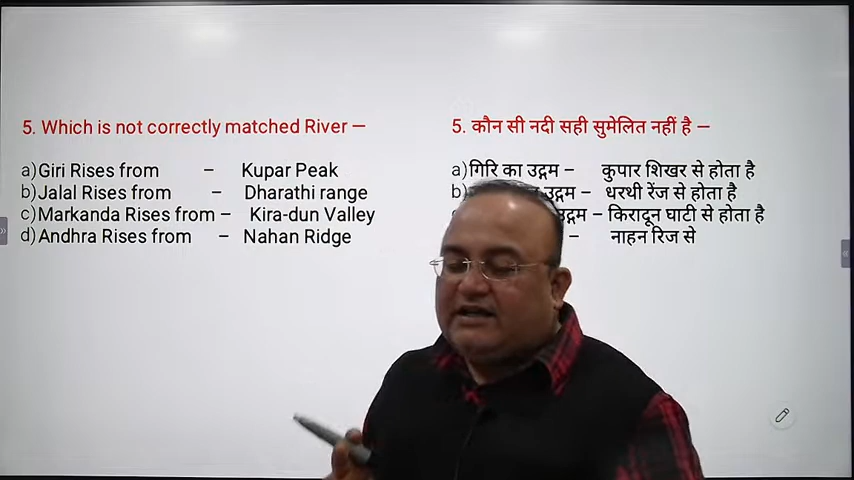 5. Which is not correctly matched River –
a)Giri Rises from – Kupar Peak
b)Jalal Rises from – Dharathi range
c)Markanda Rises from – Kira-dun Valley
d)Andhra Rises from – Nahan Ridge
5. कौन सी नदी सही सुमेलित नहीं है –
a)गिरि का उद्गम – कुपार शिखर से होता है
b) उद्गम – धरथी रेंज से होता है
उद्गम – किरादून घाटी से होता है
– नाहन रिज से